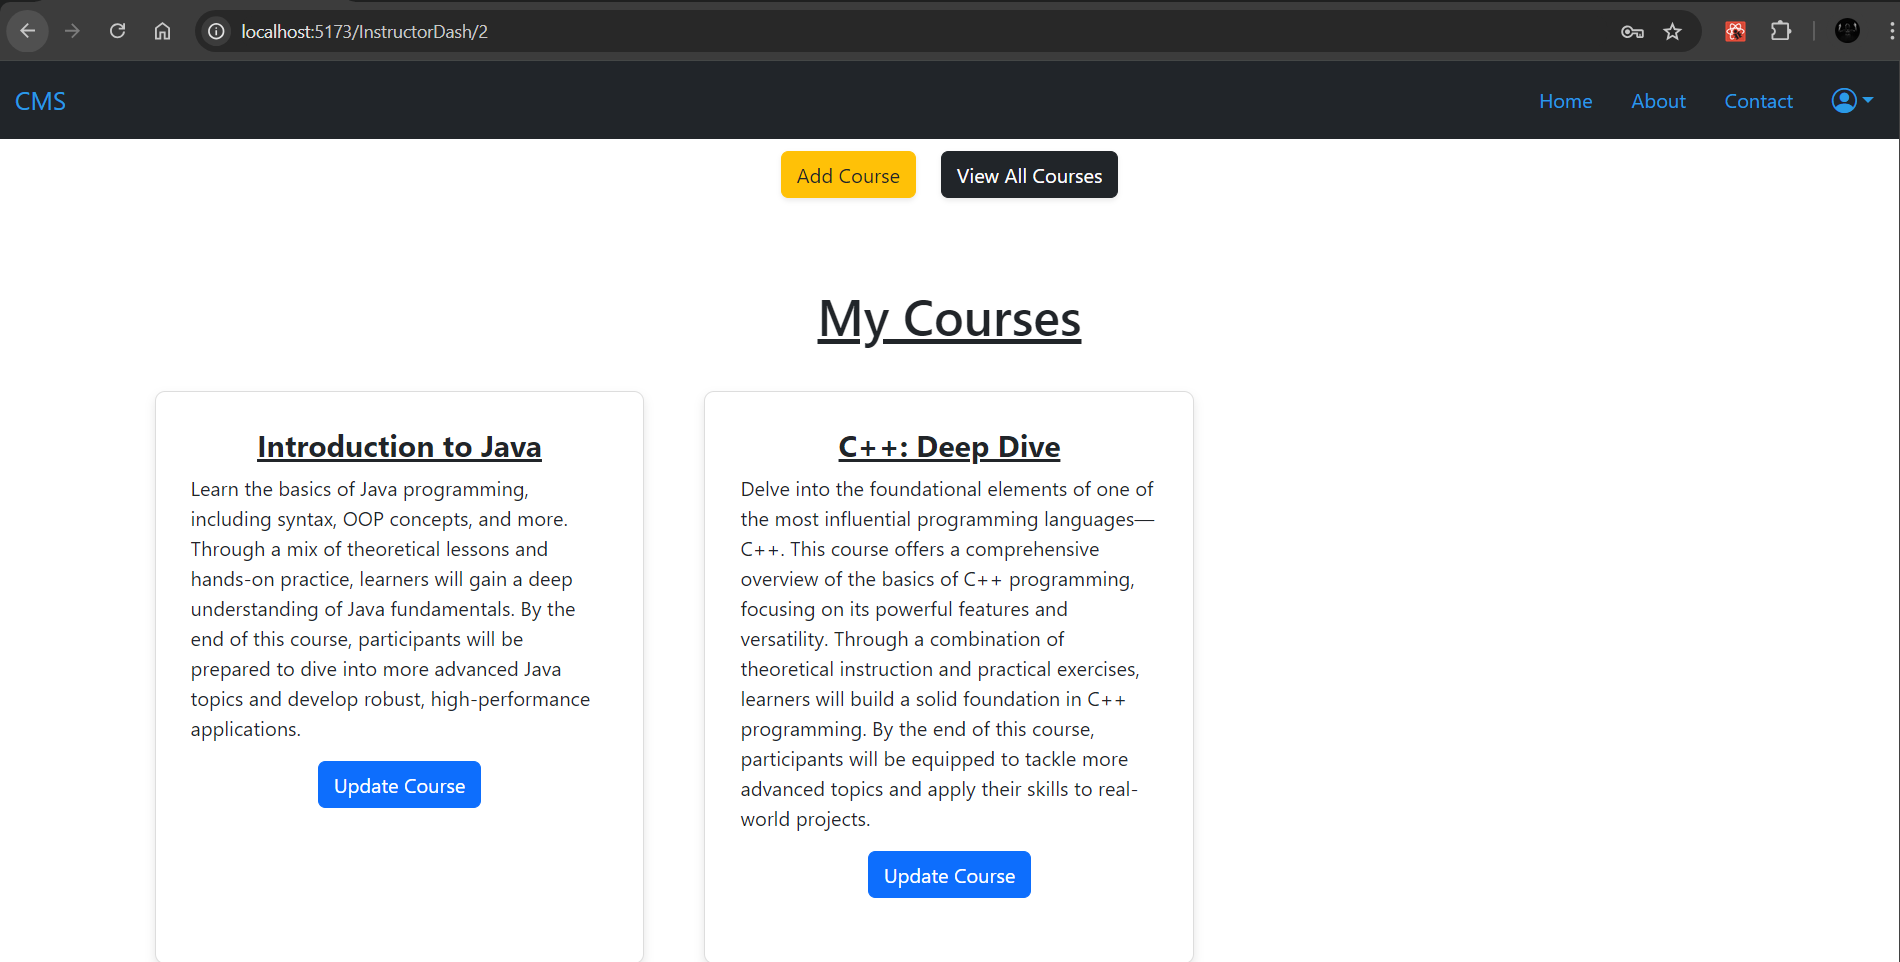 localhost:5173/InstructorDash/2
CMS
Home
About
Contact
Add Course
View All Courses
My Courses
Introduction to Java
Learn the basics of Java programming,
including syntax, OOP concepts, and more.
Through a mix of theoretical lessons and
hands-on practice, learners will gain a deep
understanding of Java fundamentals. By the
end of this course, participants will be
prepared to dive into more advanced Java
topics and develop robust, high-performance
applications.
Update Course
C++: Deep Dive
Delve into the foundational elements of one of
the most influential programming languages—
C++. This course offers a comprehensive
overview of the basics of C++ programming,
focusing on its powerful features and
versatility. Through a combination of
theoretical instruction and practical exercises,
learners will build a solid foundation in C++
programming. By the end of this course,
participants will be equipped to tackle more
advanced topics and apply their skills to real-
world projects.
Update Course